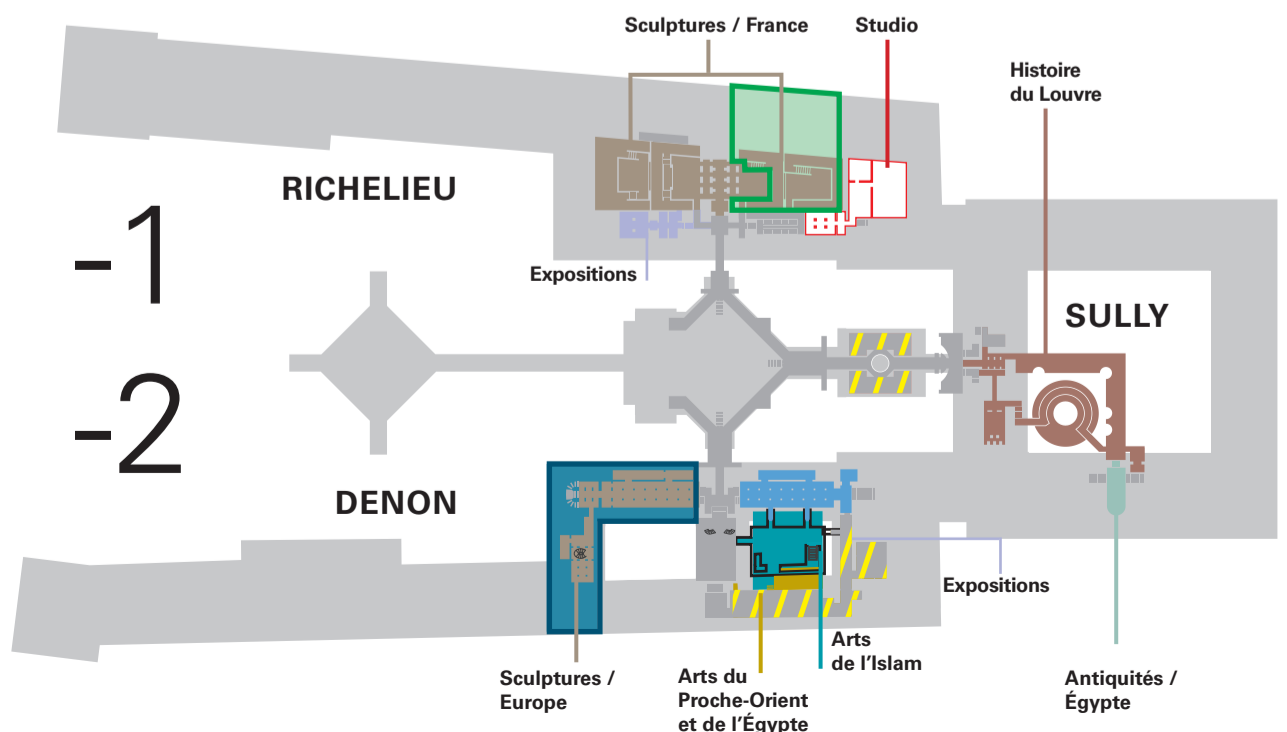 Sculptures / France
Studio
Histoire
du Louvre
RICHELIEU
-1
Expositions
SULLY
-2
DENON
Expositions
Sculptures /
Europe
Arts du
Proche-Orient
et de l’Égypte
Arts
de l’Islam
Antiquités /
Égypte